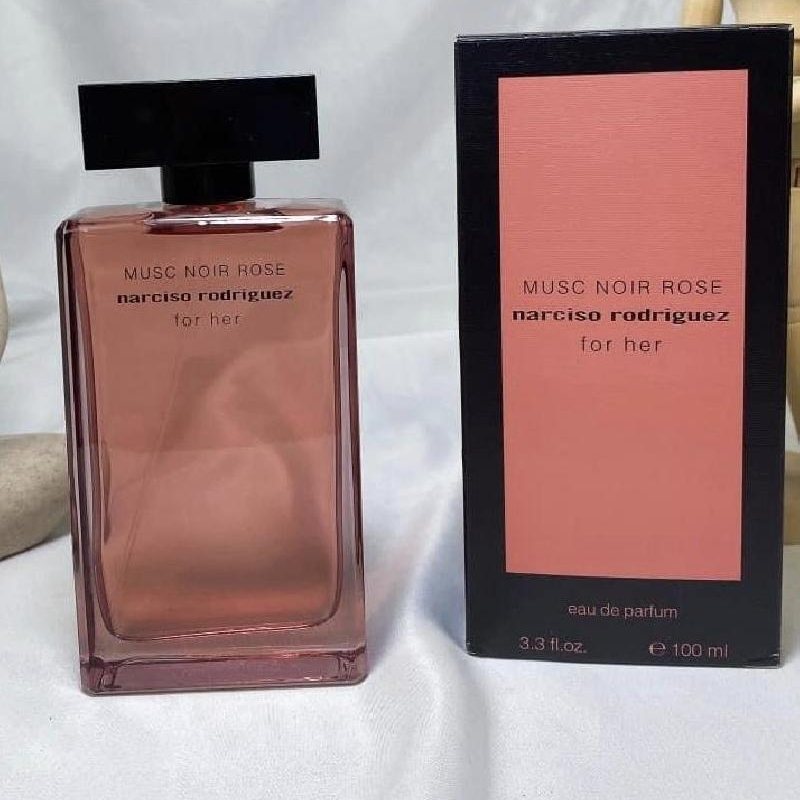 MUSC NOIR ROSE
narciso rodriguez
for her
MUSC NOIR ROSE
narciso rodriguez
for her
eau de parfum
3.3 fl.oz. ℮ 100 ml